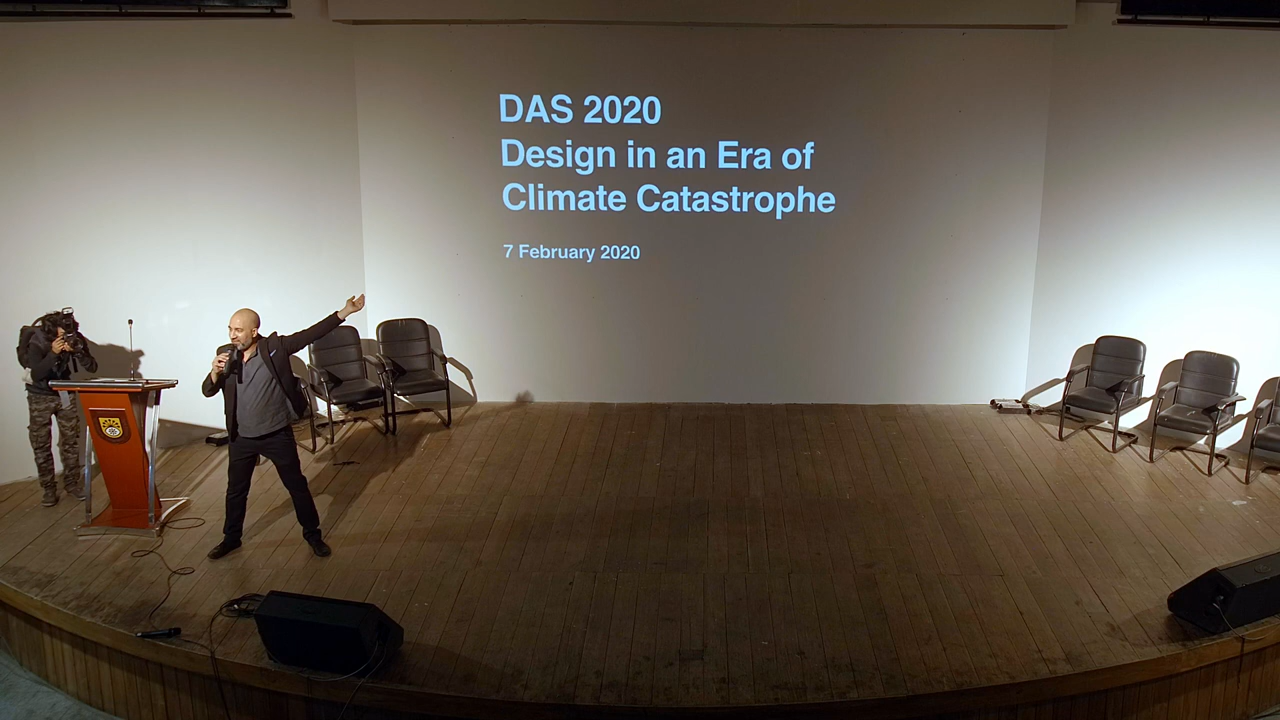 DAS 2020
Design in an Era of
Climate Catastrophe
7 February 2020